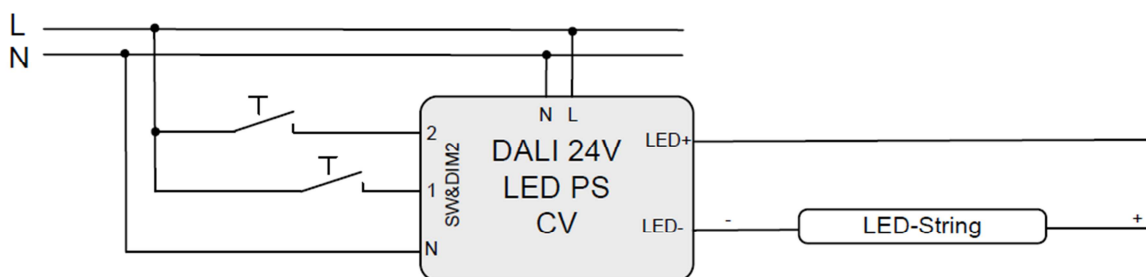 L
N
N L
2
1
N
SW&DIM2
DALI 24V
LED PS
CV
LED+
LED-
-
LED-String
+